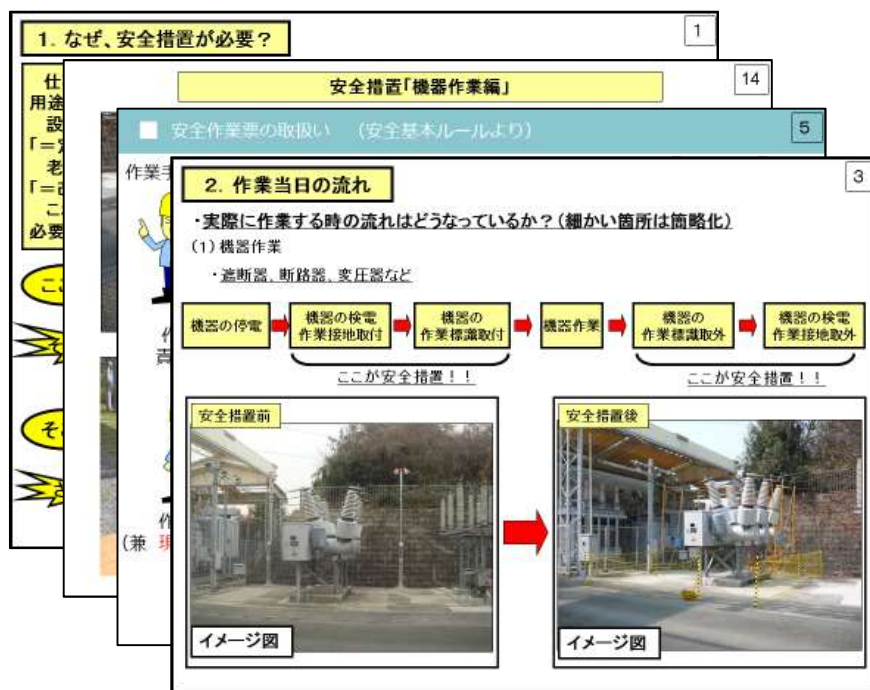 1. なぜ、安全措置が必要?
1
仕
用途
設
「=定
老
「=改
こ
必要
安全措置「機器作業編」
14
■ 安全作業票の取扱い （安全基本ルールより）
5
作業手
作
責
作
(兼 現
2. 作業当日の流れ
3
・実際に作業する時の流れはどうなっているか?(細かい箇所は簡略化)
(1)機器作業
・遮断器、断路器、変圧器など
機器の停電
機器の検電
作業接地取付
機器の
作業標識取付
機器作業
機器の
作業標識取外
機器の検電
作業接地取外
ここが安全措置!!
ここが安全措置!!
安全措置前
イメージ図
安全措置後
イメージ図